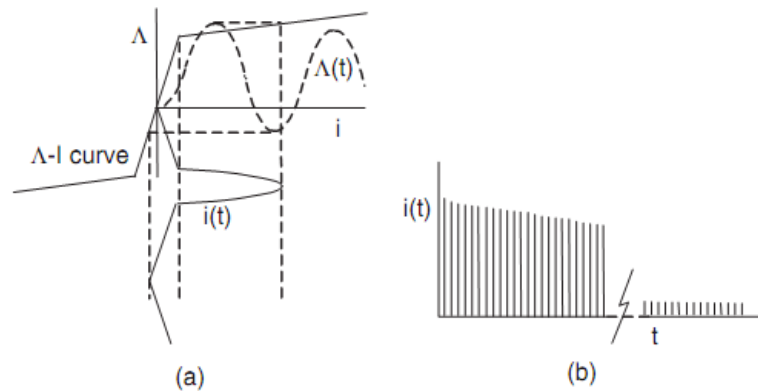 Λ
Λ(t)
i
Λ-I curve
i(t)
(a)
i(t)
t
(b)